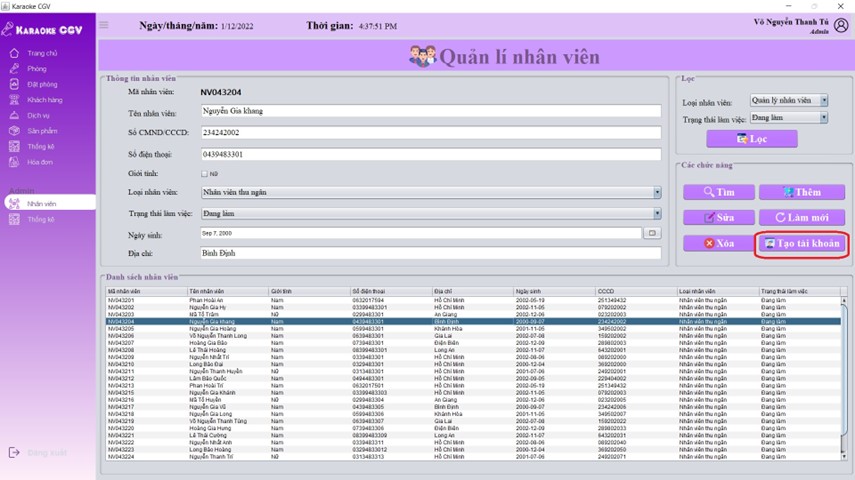 Karaoke CGV
KARAOKE CGV
Ngày/tháng/năm: 1/12/2022 Thời gian: 4:37:51 PM
Võ Nguyễn Thanh Tú
Admin
Trang chủ
Phòng
Đặt phòng
Khách hàng
Dịch vụ
Sản phẩm
Thống kê
Hóa đơn
Admin
Nhân viên
Thống kê
Đăng xuất
Quản lí nhân viên
Thông tin nhân viên
Mã nhân viên: NV043204
Tên nhân viên: Nguyễn Gia khang
Số CMND/CCCD: 234242002
Số điện thoại: 0439483301
Giới tính: Nữ
Loại nhân viên: Nhân viên thu ngân
Trạng thái làm việc: Đang làm
Ngày sinh: Sep 7, 2000
Địa chỉ: Bình Định
Lọc
Loại nhân viên: Quản lý nhân viên
Trạng thái làm việc: Đang làm
Lọc
Các chức năng
Tìm Thêm
Sửa Làm mới
Xóa Tạo tài khoản
Danh sách nhân viên
Mã nhân viên Tên nhân viên Giới tính Số điện thoại Địa chỉ Ngày sinh CCCD Loại nhân viên Trạng thái làm việc
NV043201 Phan Hoài An Nam 0632017594 Hồ Chí Minh 2002-05-19 251349432 Nhân viên thu ngân Đang làm
NV043202 Nguyễn Gia Hy Nam 03399483301 Hồ Chí Minh 2002-12-07 079202003 Nhân viên thu ngân Đang làm
NV043203 Mã Tổ Trâm Nữ 0299483301 An Giang 2002-12-06 023202003 Nhân viên thu ngân Đang làm
NV043204 Nguyễn Gia khang Nam 0439483301 Bình Định 2000-09-07 234242002 Nhân viên thu ngân Đang làm
NV043205 Nguyễn Gia Hoàng Nam 0599483301 Khánh Hòa 2001-11-05 349502002 Nhân viên thu ngân Đang làm
NV043206 Võ Nguyễn Thanh Long Nam 0659483301 Gia Lai 2002-07-08 159202002 Nhân viên thu ngân Đang làm
NV043207 Hoàng Gia Bảo Nam 0739483301 Điện Biên 2002-12-09 289802003 Nhân viên thu ngân Đang làm
NV043208 Lê Thái Hoàng Nam 08399483301 Long An 2002-11-07 643201001 Nhân viên thu ngân Đang làm
NV043209 Nguyễn Nhất Trí Nam 0339483301 Hồ Chí Minh 2002-08-06 089202000 Nhân viên thu ngân Đang làm
NV043210 Long Bảo Đại Nam 0329483301 Hồ Chí Minh 2000-12-04 369202000 Nhân viên thu ngân Đang làm
NV043211 Nguyễn Thanh Huyền Nữ 0313483301 Hồ Chí Minh 2001-07-06 249202001 Nhân viên thu ngân Đang làm
NV043212 Lâm Bảo Quốc Nam 0494483301 Hồ Chí Minh 2002-09-05 229404002 Nhân viên thu ngân Đang làm
NV043213 Phan Hoài Trí Nam 0632017501 Hồ Chí Minh 2002-05-19 251349432 Nhân viên thu ngân Đang làm
NV043215 Nguyễn Gia Khánh Nam 03399483303 Hồ Chí Minh 2002-11-05 079202003 Nhân viên thu ngân Đang làm
NV043216 Mã Tổ Huyên Nữ 0299483304 An Giang 2002-12-06 023202005 Nhân viên thu ngân Đang làm
NV043217 Nguyễn Gia Vũ Nam 0439483305 Bình Định 2000-09-07 234242006 Nhân viên thu ngân Đang làm
NV043218 Nguyễn Gia Long Nam 0599483306 Khánh Hòa 2001-11-05 349502007 Nhân viên thu ngân Đang làm
NV043219 Võ Nguyễn Thanh Tùng Nam 0659483307 Gia Lai 2002-07-08 159202022 Nhân viên thu ngân Đang làm
NV043220 Hoàng Gia Hưng Nam 0739483306 Điện Biên 2002-12-09 289803033 Nhân viên thu ngân Đang làm
NV043221 Lê Thái Cường Nam 08399483309 Long An 2002-11-07 643202031 Nhân viên thu ngân Đang làm
NV043222 Nguyễn Nhất Anh Nam 0339483311 Hồ Chí Minh 2002-08-06 089202040 Nhân viên thu ngân Đang làm
NV043223 Long Bảo Hoàng Nam 03294833012 Hồ Chí Minh 2000-12-04 369202050 Nhân viên thu ngân Đang làm
NV043224 Nguyễn Thanh Trí Nữ 0313483313 Hồ Chí Minh 2001-07-06 249202071 Nhân viên thu ngân Đang làm